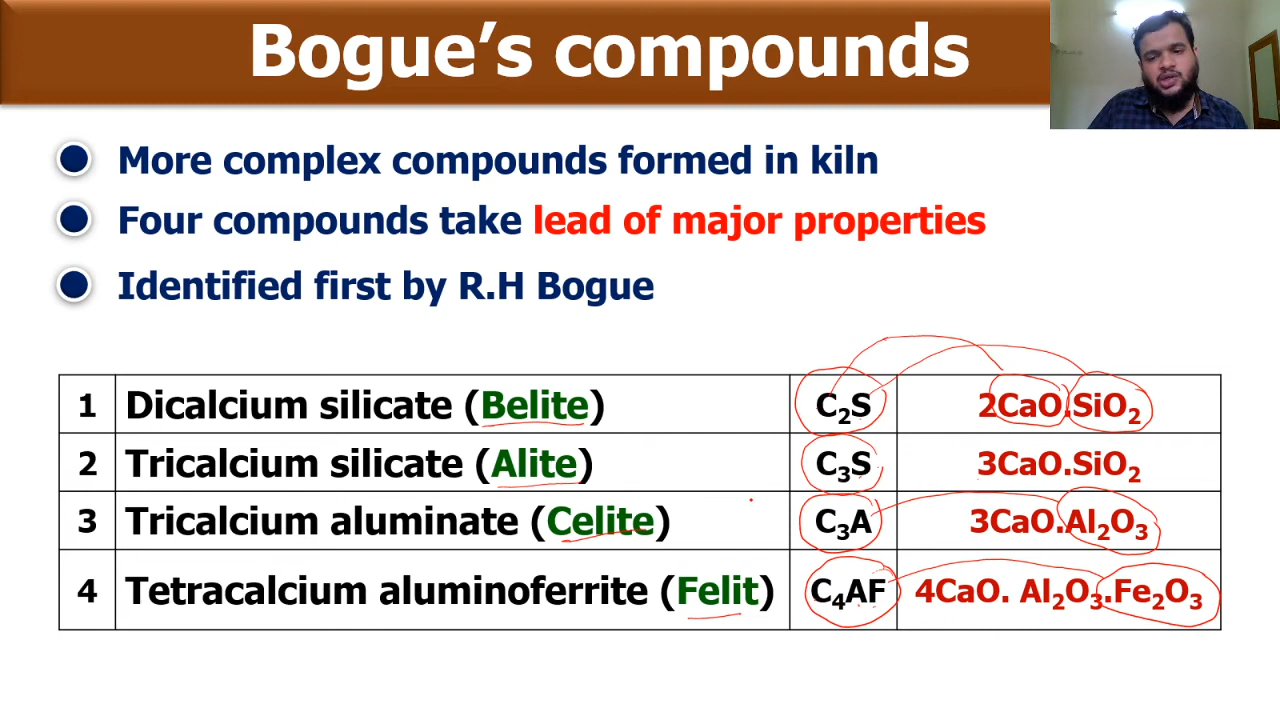 Bogue’s compounds
More complex compounds formed in kiln
Four compounds take lead of major properties
Identified first by R.H Bogue
1 Dicalcium silicate (Belite) C₂S 2CaO.SiO₂
2 Tricalcium silicate (Alite) C₃S 3CaO.SiO₂
3 Tricalcium aluminate (Celite) C₃A 3CaO.Al₂O₃
4 Tetracalcium aluminoferrite (Felit) C₄AF 4CaO. Al₂O₃.Fe₂O₃